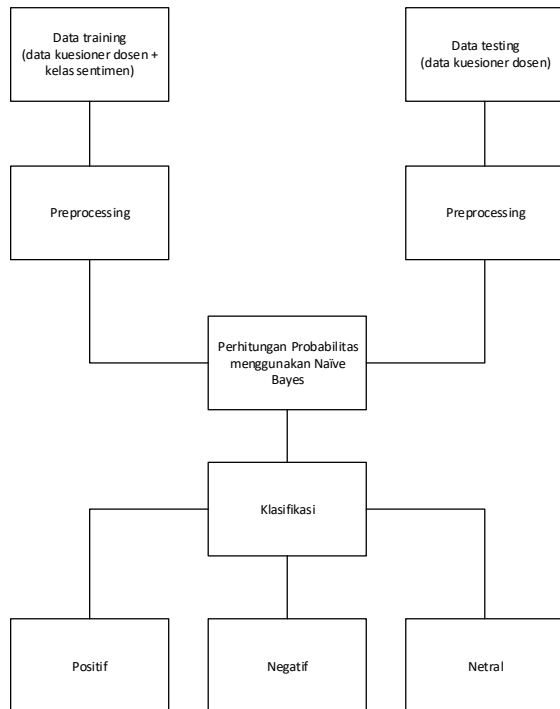 Data training
(data kuesioner dosen +
kelas sentimen)
Data testing
(data kuesioner dosen)
Preprocessing
Preprocessing
Perhitungan Probabilitas
menggunakan Naïve
Bayes
Klasifikasi
Positif
Negatif
Netral